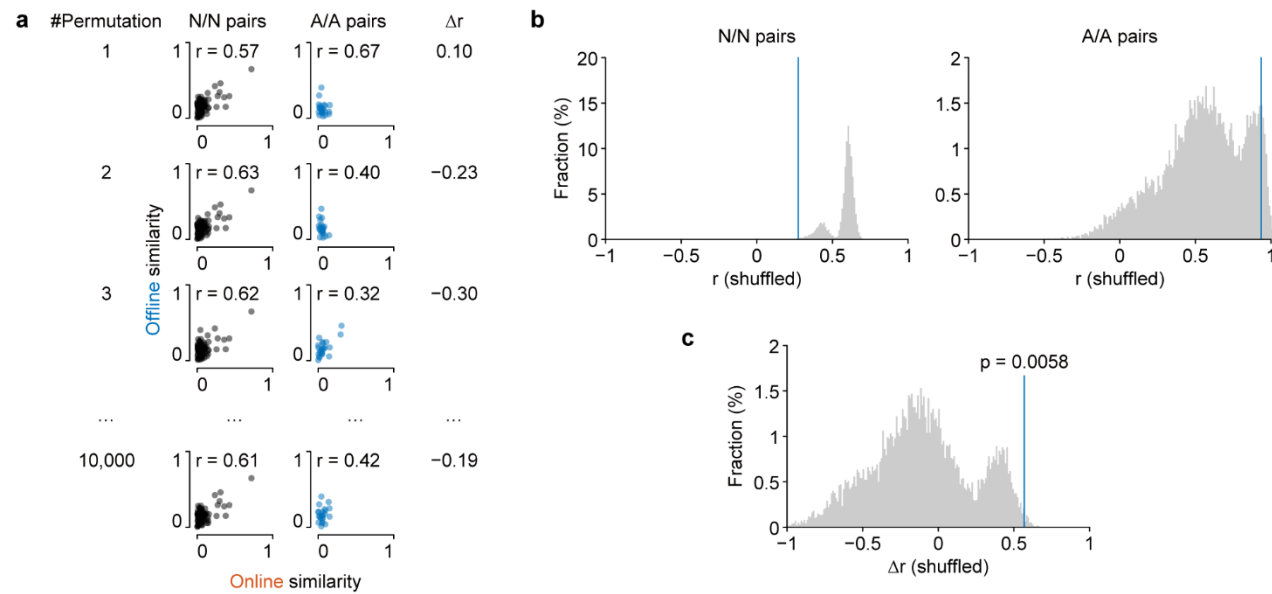 a
#Permutation N/N pairs A/A pairs Δr
1 1 r = 0.57 1 r = 0.67 0.10
0 0
0 1 0 1
2 1 r = 0.63 1 r = 0.40 −0.23
0 0
0 1 0 1
3 1 r = 0.62 1 r = 0.32 −0.30
0 0
0 1 0 1
... ... ... ...
10,000 1 r = 0.61 1 r = 0.42 −0.19
0 0
0 1 0 1
Offline similarity
Online similarity
b
N/N pairs
Fraction (%)
20
15
10
5
0
−1 −0.5 0 0.5 1
r (shuffled)
A/A pairs
2
1.5
1
0.5
0
−1 −0.5 0 0.5 1
r (shuffled)
c
p = 0.0058
Fraction (%)
2
1.5
1
0.5
0
−1 −0.5 0 0.5 1
Δr (shuffled)